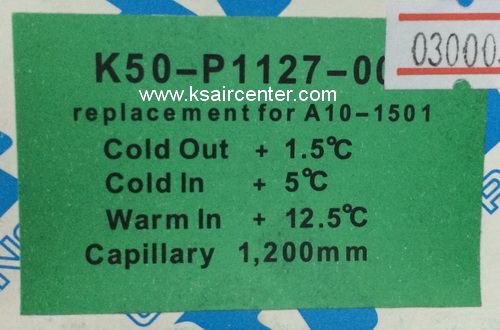 03000
K50-P1127-00
www.ksaircenter.com
replacement for A10-1501
Cold Out + 1.5℃
Cold In + 5℃
Warm In + 12.5℃
Capillary 1,200mm